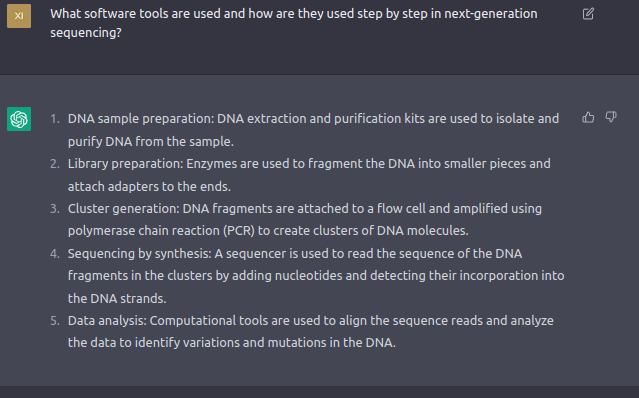 XI
What software tools are used and how are they used step by step in next-generation
sequencing?
1. DNA sample preparation: DNA extraction and purification kits are used to isolate and
purify DNA from the sample.
2. Library preparation: Enzymes are used to fragment the DNA into smaller pieces and
attach adapters to the ends.
3. Cluster generation: DNA fragments are attached to a flow cell and amplified using
polymerase chain reaction (PCR) to create clusters of DNA molecules.
4. Sequencing by synthesis: A sequencer is used to read the sequence of the DNA
fragments in the clusters by adding nucleotides and detecting their incorporation into
the DNA strands.
5. Data analysis: Computational tools are used to align the sequence reads and analyze
the data to identify variations and mutations in the DNA.